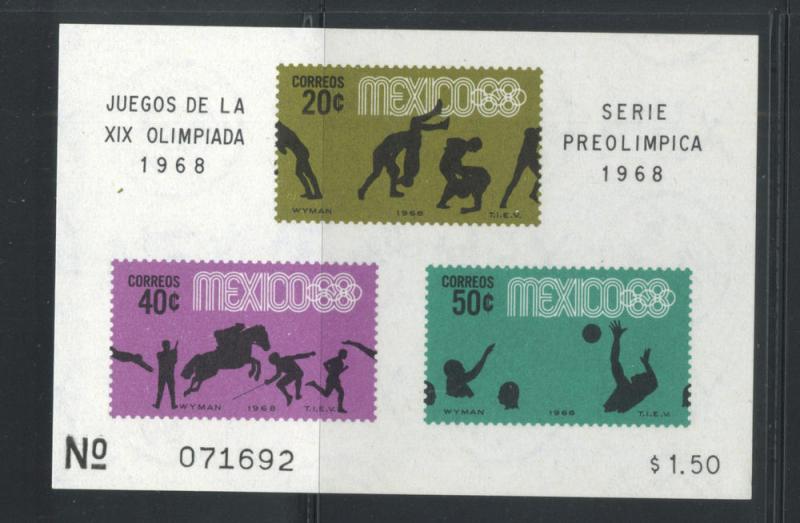 JUEGOS DE LA
XIX OLIMPIADA
1968
CORREOS
20¢
MEXICO68
WYMAN 1968 T.I.E.V.
SERIE
PREOLIMPICA
1968
CORREOS
40¢
MEXICO68
WYMAN 1968 T.I.E.V.
CORREOS
50¢
MEXICO68
WYMAN 1968 T.I.E.V.
Nº 071692
$1.50